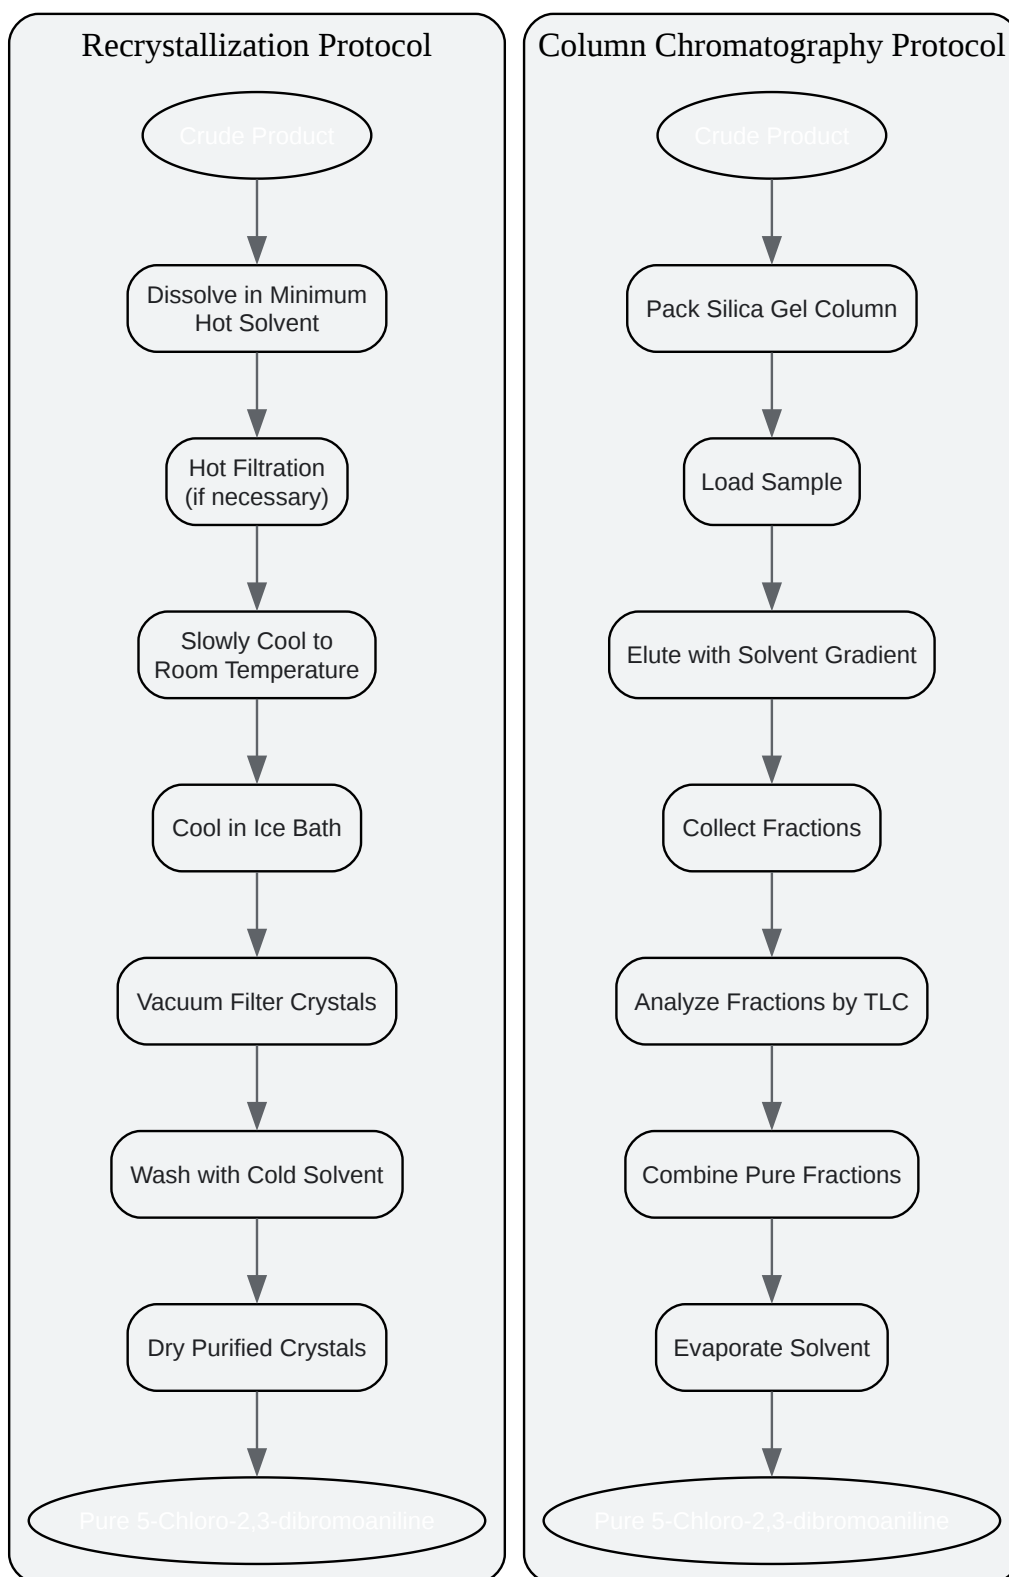 Recrystallization Protocol
Crude Product
Dissolve in Minimum
Hot Solvent
Hot Filtration
(if necessary)
Slowly Cool to
Room Temperature
Cool in Ice Bath
Vacuum Filter Crystals
Wash with Cold Solvent
Dry Purified Crystals
Pure 5-Chloro-2,3-dibromoaniline
Column Chromatography Protocol
Crude Product
Pack Silica Gel Column
Load Sample
Elute with Solvent Gradient
Collect Fractions
Analyze Fractions by TLC
Combine Pure Fractions
Evaporate Solvent
Pure 5-Chloro-2,3-dibromoaniline